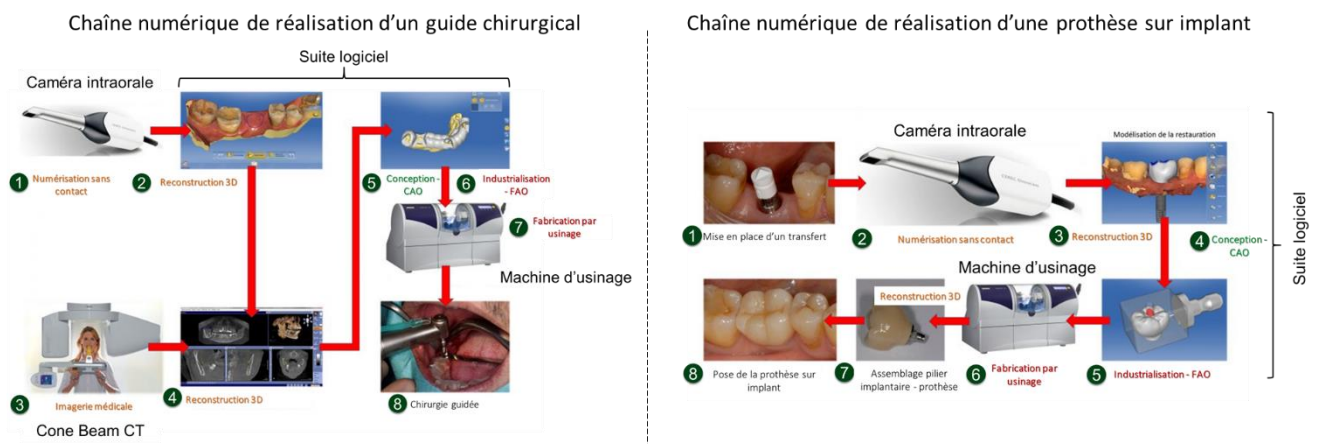 Chaîne numérique de réalisation d'un guide chirurgical
Suite logiciel
Caméra intraorale
1 Numérisation sans
contact
2 Reconstruction 3D
5 Conception -
CAO
6 Industrialisation
- FAO
7 Fabrication par
usinage
Machine d'usinage
3 Imagerie médicale
Cone Beam CT
4 Reconstruction 3D
8 Chirurgie guidée
Chaîne numérique de réalisation d'une prothèse sur implant
Caméra intraorale
Modélisation de la restauration
1 Mise en place d'un transfert
2 Numérisation sans contact
3 Reconstruction 3D
4 Conception -
CAO
Suite logiciel
Machine d'usinage
Reconstruction 3D
8 Pose de la prothèse sur
implant
7 Assemblage pilier
implantaire - prothèse
6 Fabrication par
usinage
5 Industrialisation - FAO